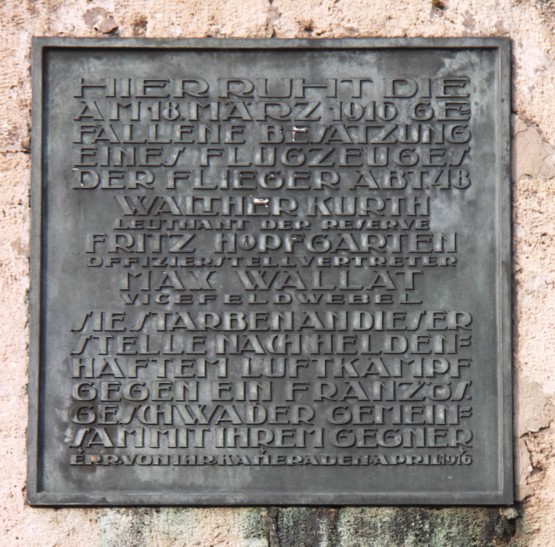 HIER RUHT DIE
AM 18. MÄRZ 1916 GE
FALLENE BESATZUNG
EINES FLUGZEUGES
DER FLIEGER ABT. 48
WALTHER KURTH
LEUTNANT DER RESERVE
FRITZ HOPFGARTEN
OFFIZIERSTELLVERTRETER
MAX WALLAT
VICEFELDWEBEL
SIE STARBEN AN DIESER
STELLE NACH HELDEN=
HAFTEM LUFTKAMPF
GEGEN EIN FRANZÖS.
GESCHWADER GEMEIN=
SAM MIT IHREM GEGNER
ERR. VON IHR. KAMERADEN APRIL 1916